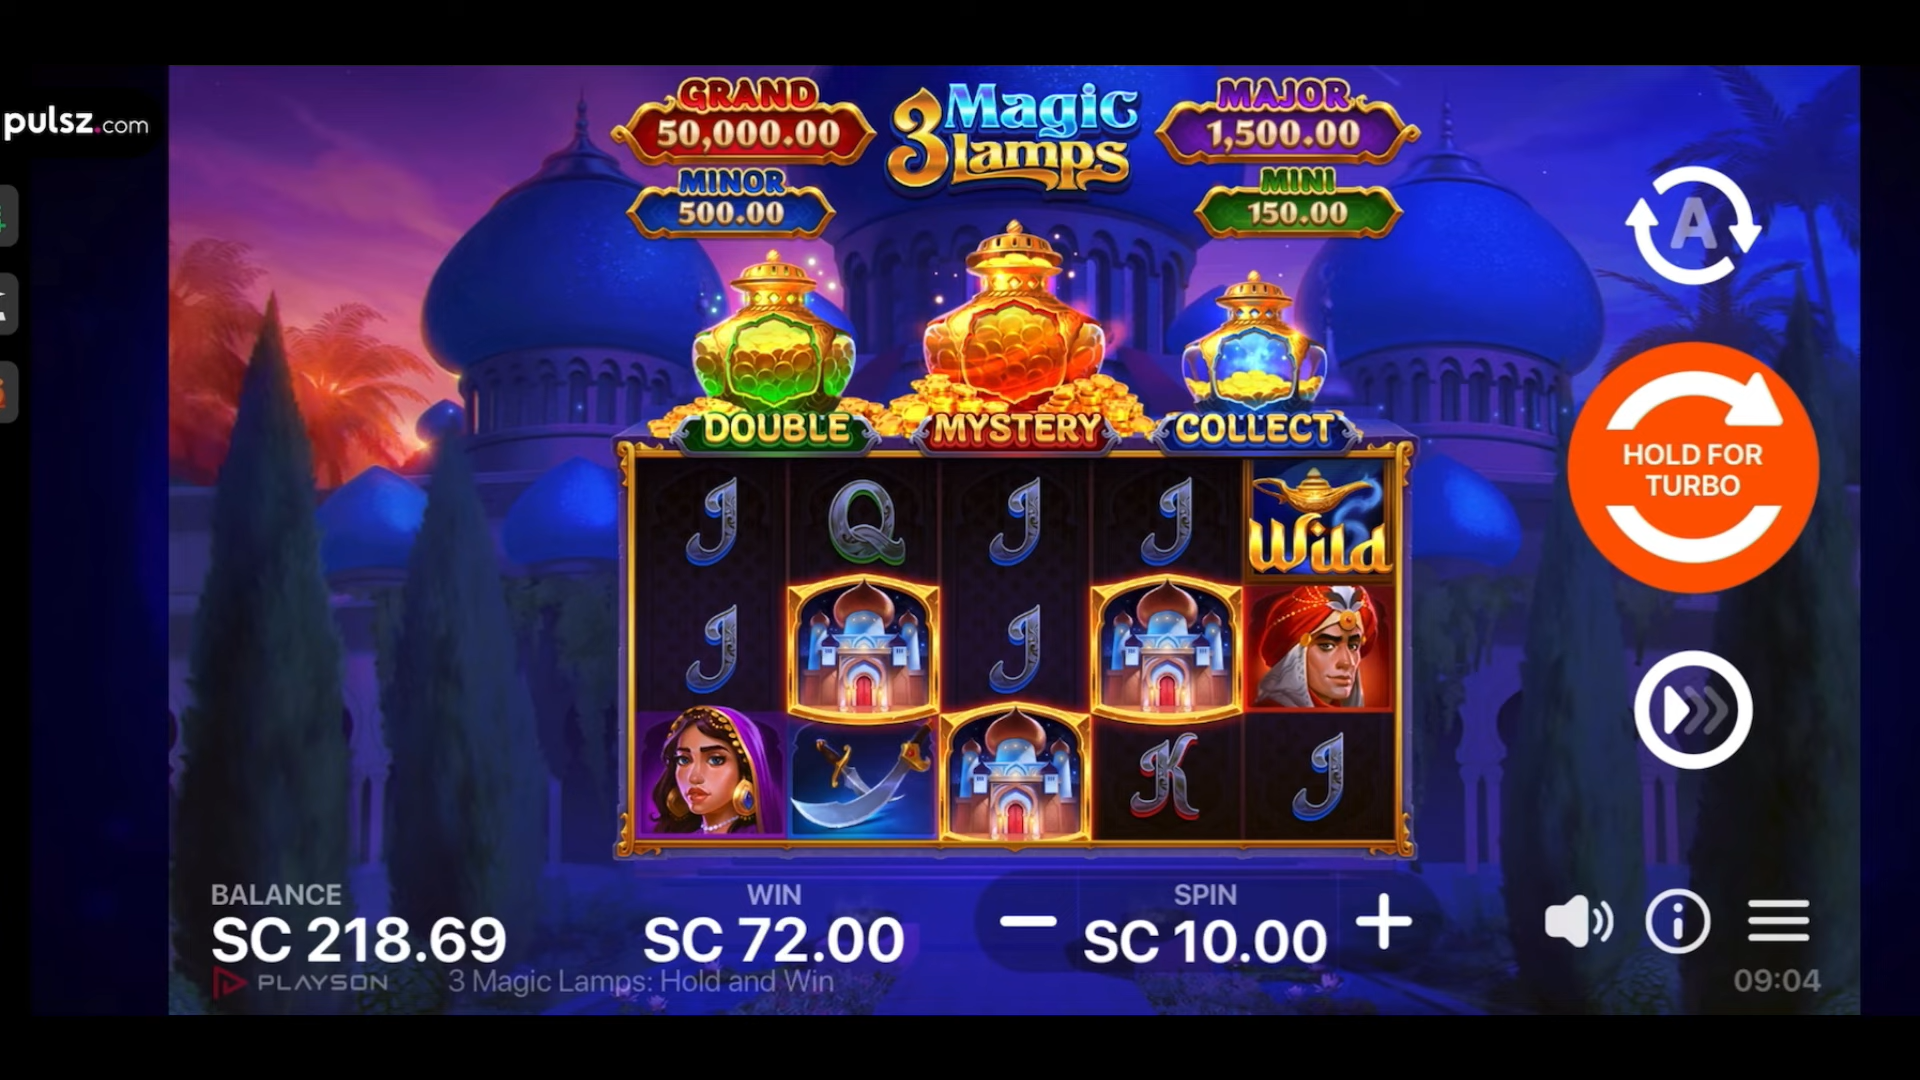 pulsz.com
GRAND
50,000.00
3 Magic Lamps
MAJOR
1,500.00
MINOR
500.00
MINI
150.00
A
DOUBLE
MYSTERY
COLLECT
HOLD FOR
TURBO
J Q J J Wild
J J
K J
BALANCE
SC 218.69
WIN
SC 72.00
SPIN
SC 10.00
PLAYSON
3 Magic Lamps: Hold and Win
09:04